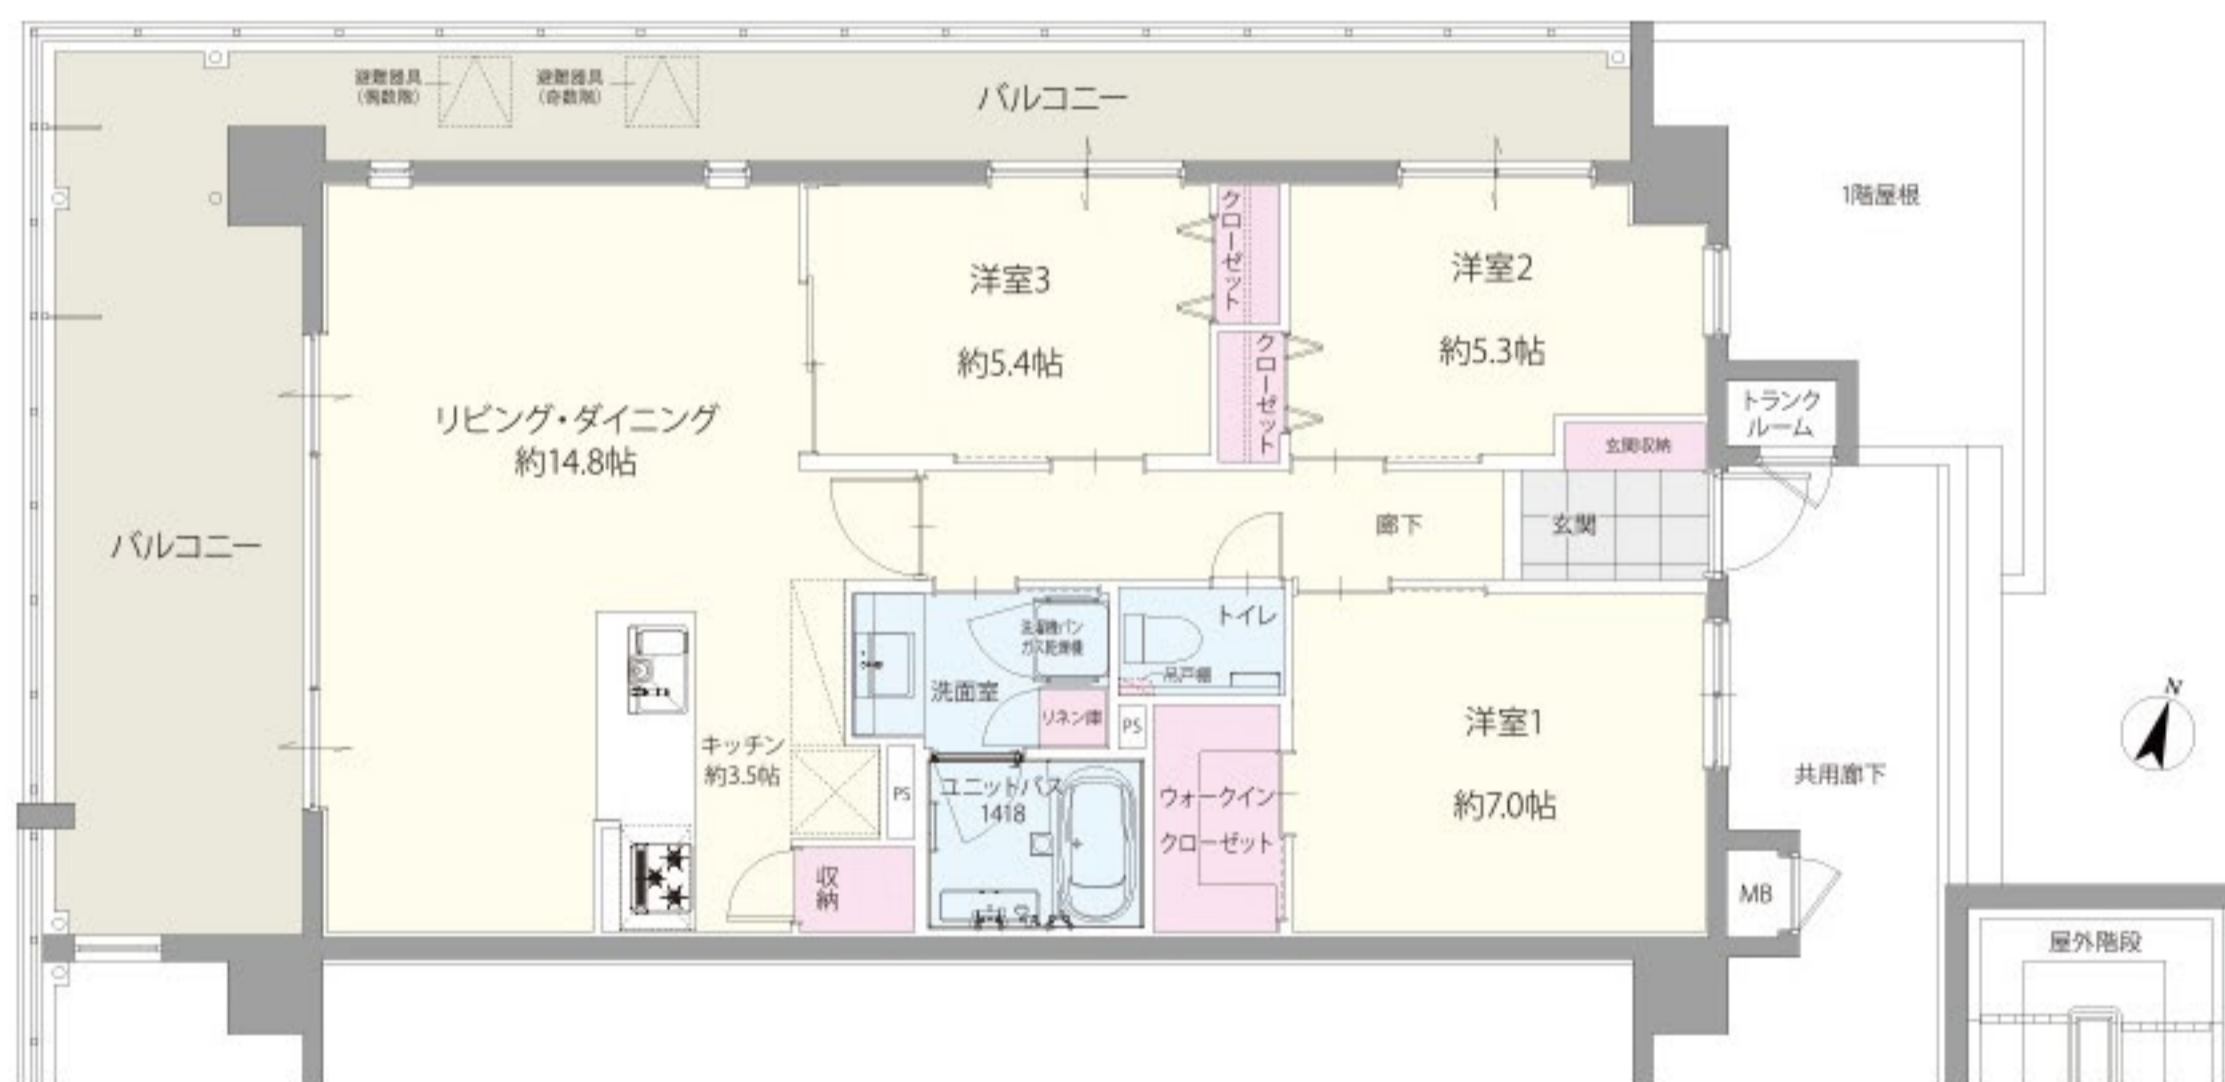 避難器具
（偶数階）
避難器具
（奇数階）
バルコニー
1階屋根
クローゼット
洋室3
約5.4帖
洋室2
約5.3帖
クローゼット
トランク
ルーム
玄関収納
リビング・ダイニング
約14.8帖
バルコニー
廊下
玄関
洗濯機パン
ガス乾燥機
トイレ
吊戸棚
洗面室
リネン庫
PS
キッチン
約3.5帖
PS
ユニットバス
1418
ウォークイン
クローゼット
洋室1
約7.0帖
N
共用廊下
収納
MB
屋外階段